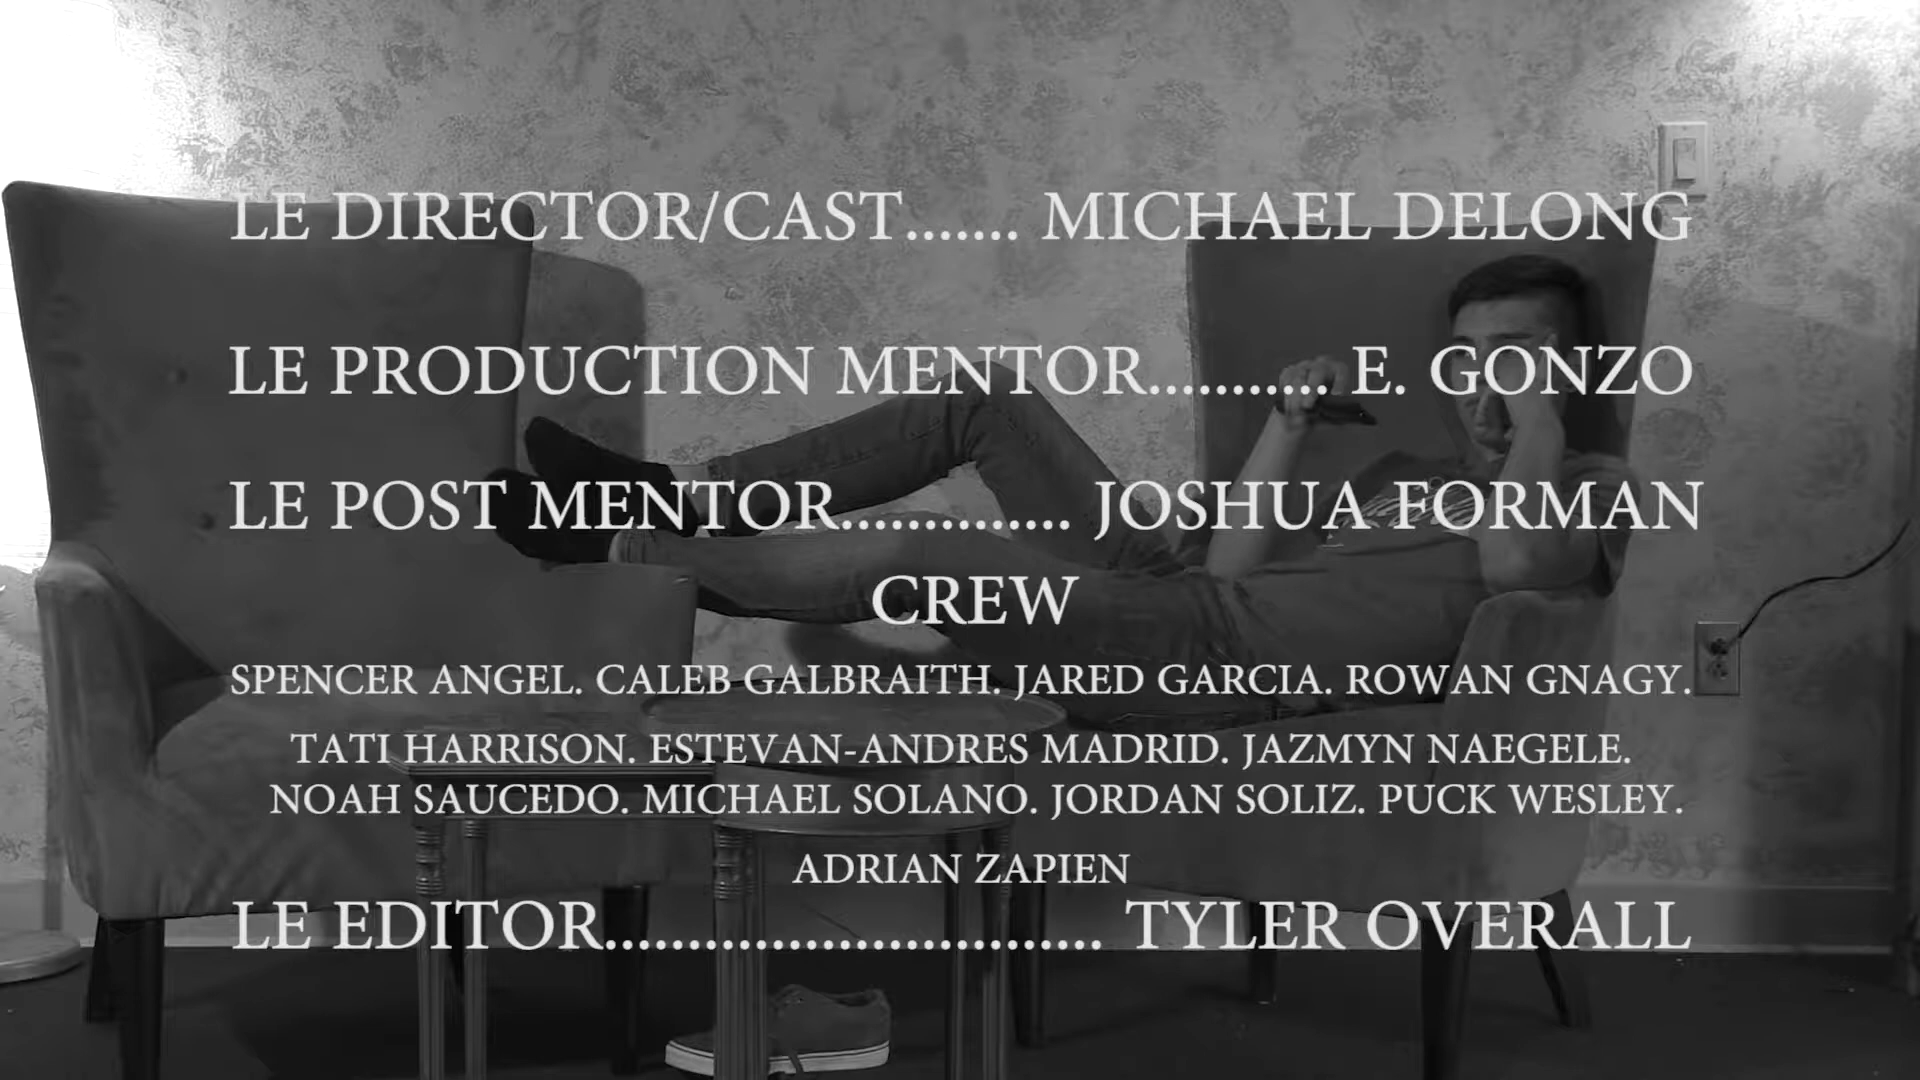 LE DIRECTOR/CAST....... MICHAEL DELONG
LE PRODUCTION MENTOR........... E. GONZO
LE POST MENTOR.............. JOSHUA FORMAN
CREW
SPENCER ANGEL. CALEB GALBRAITH. JARED GARCIA. ROWAN GNAGY.
TATI HARRISON. ESTEVAN-ANDRES MADRID. JAZMYN NAEGELE.
NOAH SAUCEDO. MICHAEL SOLANO. JORDAN SOLIZ. PUCK WESLEY.
ADRIAN ZAPIEN
LE EDITOR.............................. TYLER OVERALL